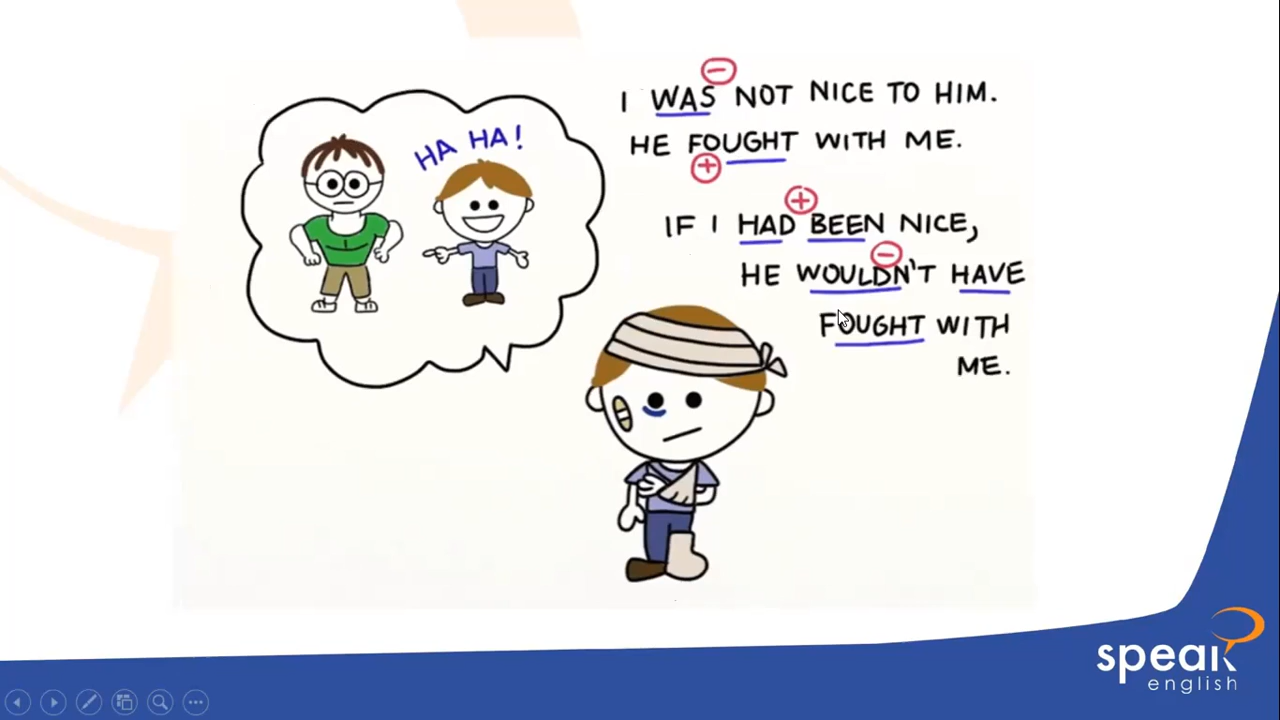 HA HA!
I WAS NOT NICE TO HIM.
HE FOUGHT WITH ME.
IF I HAD BEEN NICE,
HE WOULDN'T HAVE
FOUGHT WITH
ME.
speak
english